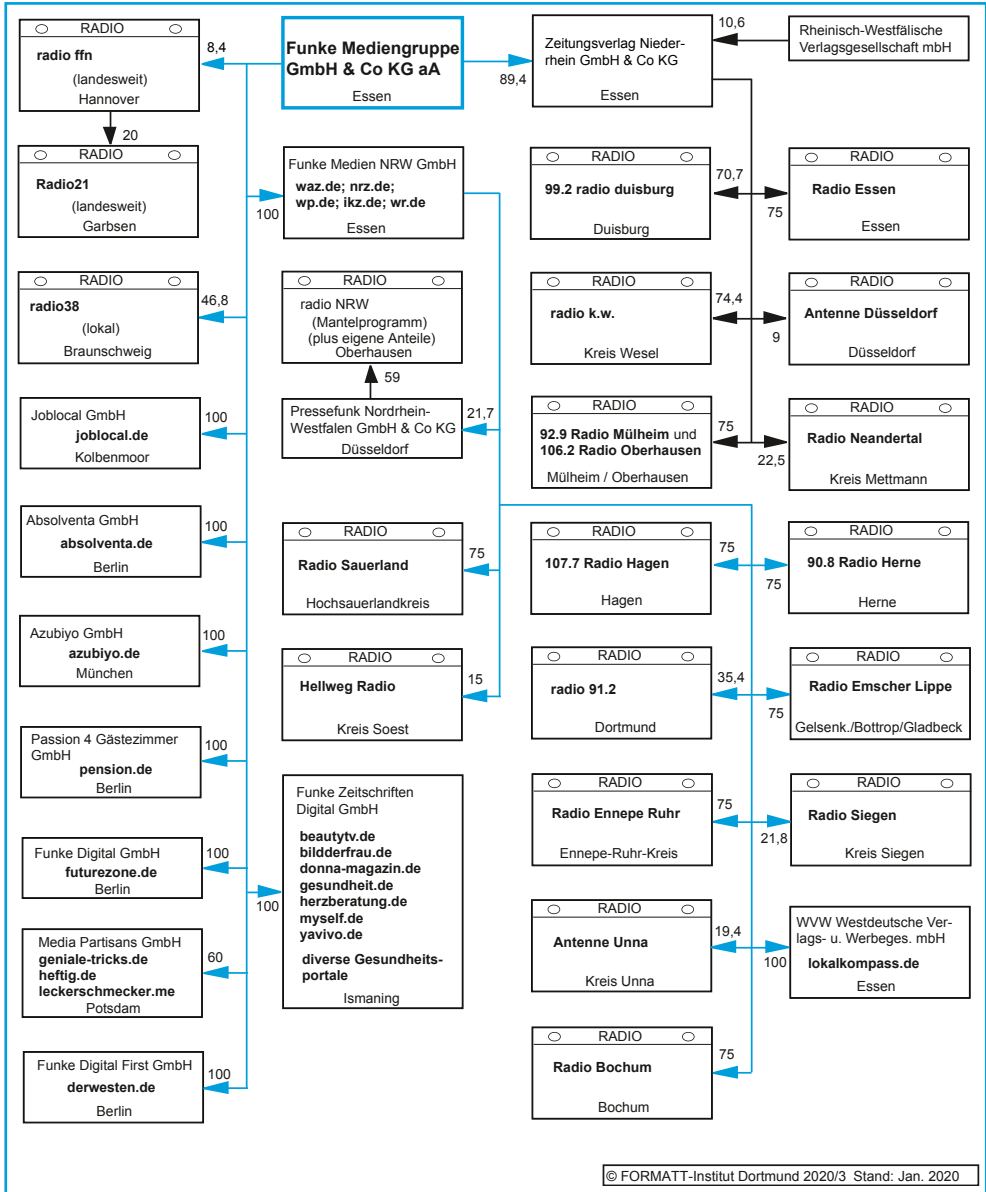 RADIO
radio ffn
(landesweit)
Hannover
8,4
Funke Mediengruppe
GmbH & Co KG aA
Essen
89,4
Zeitungsverlag Nieder-
rhein GmbH & Co KG
Essen
10,6
Rheinisch-Westfälische
Verlagsgesellschaft mbH
20
RADIO
Radio21
(landesweit)
Garbsen
100
Funke Medien NRW GmbH
waz.de; nrz.de;
wp.de; ikz.de; wr.de
Essen
RADIO
99.2 radio duisburg
Duisburg
70,7
75
RADIO
Radio Essen
Essen
RADIO
radio38
(lokal)
Braunschweig
46,8
RADIO
radio NRW
(Mantelprogramm)
(plus eigene Anteile)
Oberhausen
59
RADIO
radio k.w.
Kreis Wesel
74,4
9
RADIO
Antenne Düsseldorf
Düsseldorf
Joblocal GmbH
joblocal.de
Kolbenmoor
100
Pressefunk Nordrhein-
Westfalen GmbH & Co KG
Düsseldorf
21,7
RADIO
92.9 Radio Mülheim und
106.2 Radio Oberhausen
Mülheim / Oberhausen
75
22,5
RADIO
Radio Neandertal
Kreis Mettmann
Absolventa GmbH
absolventa.de
Berlin
100
RADIO
Radio Sauerland
Hochsauerlandkreis
75
RADIO
107.7 Radio Hagen
Hagen
75
75
RADIO
90.8 Radio Herne
Herne
Azubiyo GmbH
azubiyo.de
München
100
RADIO
Hellweg Radio
Kreis Soest
15
RADIO
radio 91.2
Dortmund
35,4
75
RADIO
Radio Emscher Lippe
Gelsenk./Bottrop/Gladbeck
Passion 4 Gästezimmer
GmbH
pension.de
Berlin
100
Funke Zeitschriften
Digital GmbH
beautytv.de
bildderfrau.de
donna-magazin.de
gesundheit.de
herzberatung.de
myself.de
yavivo.de
diverse Gesundheits-
portale
Ismaning
100
RADIO
Radio Ennepe Ruhr
Ennepe-Ruhr-Kreis
75
21,8
RADIO
Radio Siegen
Kreis Siegen
Funke Digital GmbH
futurezone.de
Berlin
100
RADIO
Antenne Unna
Kreis Unna
19,4
100
WVW Westdeutsche Ver-
lags- u. Werbeges. mbH
lokalkompass.de
Essen
Media Partisans GmbH
geniale-tricks.de
heftig.de
leckerschmecker.me
Potsdam
60
RADIO
Radio Bochum
Bochum
75
Funke Digital First GmbH
derwesten.de
Berlin
100
© FORMATT-Institut Dortmund 2020/3 Stand: Jan. 2020